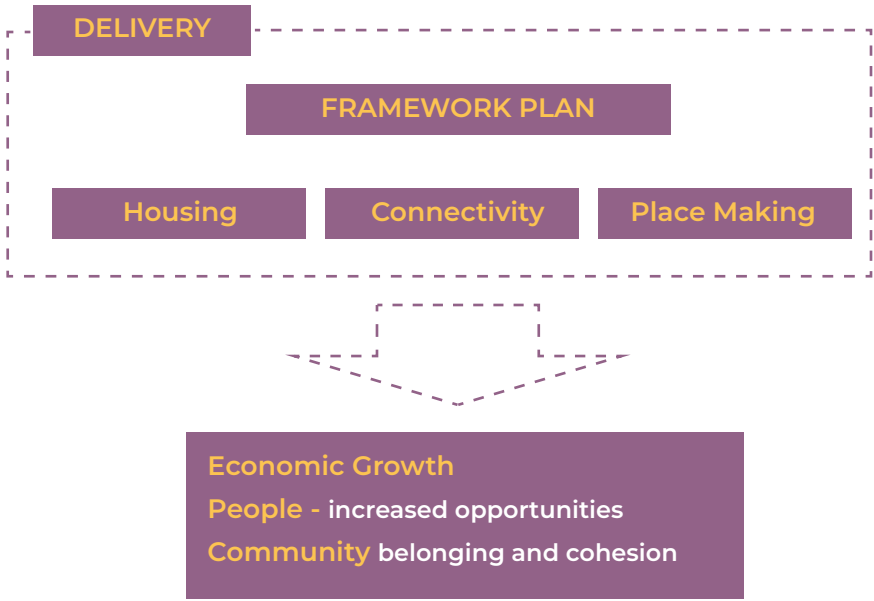 DELIVERY
FRAMEWORK PLAN
Housing
Connectivity
Place Making
Economic Growth
People - increased opportunities
Community belonging and cohesion